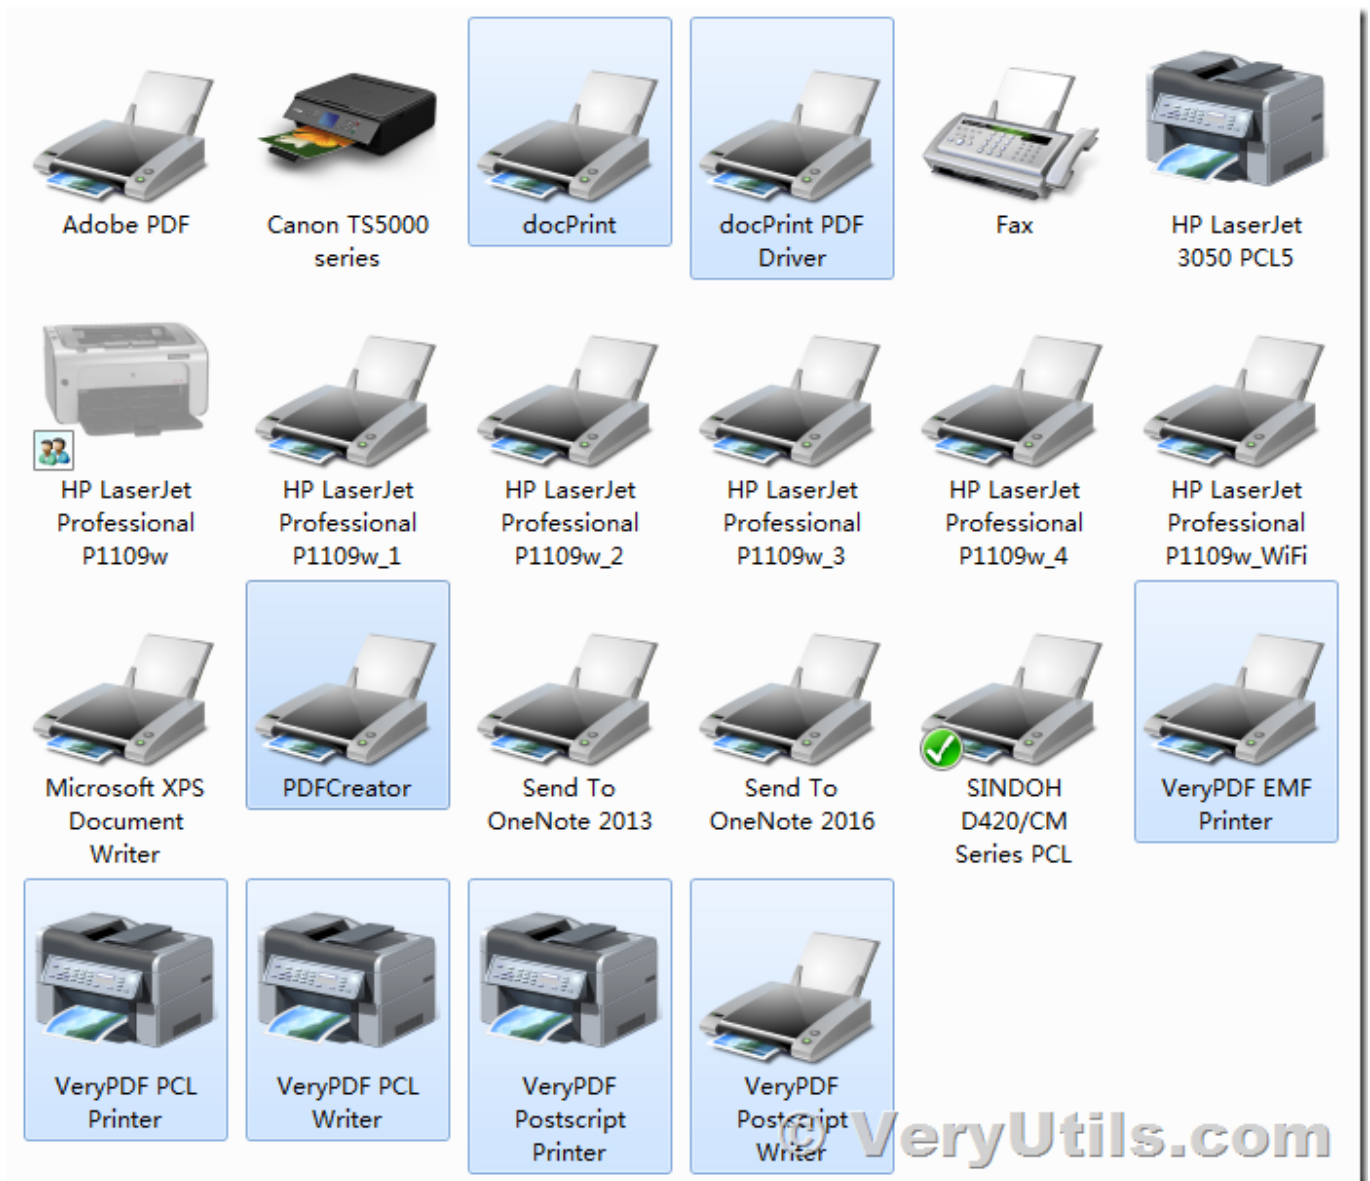 Adobe PDF
Canon TS5000
series
docPrint
docPrint PDF
Driver
Fax
HP LaserJet
3050 PCL5
HP LaserJet
Professional
P1109w
HP LaserJet
Professional
P1109w_1
HP LaserJet
Professional
P1109w_2
HP LaserJet
Professional
P1109w_3
HP LaserJet
Professional
P1109w_4
HP LaserJet
Professional
P1109w_WiFi
Microsoft XPS
Document
Writer
PDFCreator
Send To
OneNote 2013
Send To
OneNote 2016
SINDOH
D420/CM
Series PCL
VeryPDF EMF
Printer
VeryPDF PCL
Printer
VeryPDF PCL
Writer
VeryPDF
Postscript
Printer
VeryPDF
Postscript
Writer
© VeryUtils.com